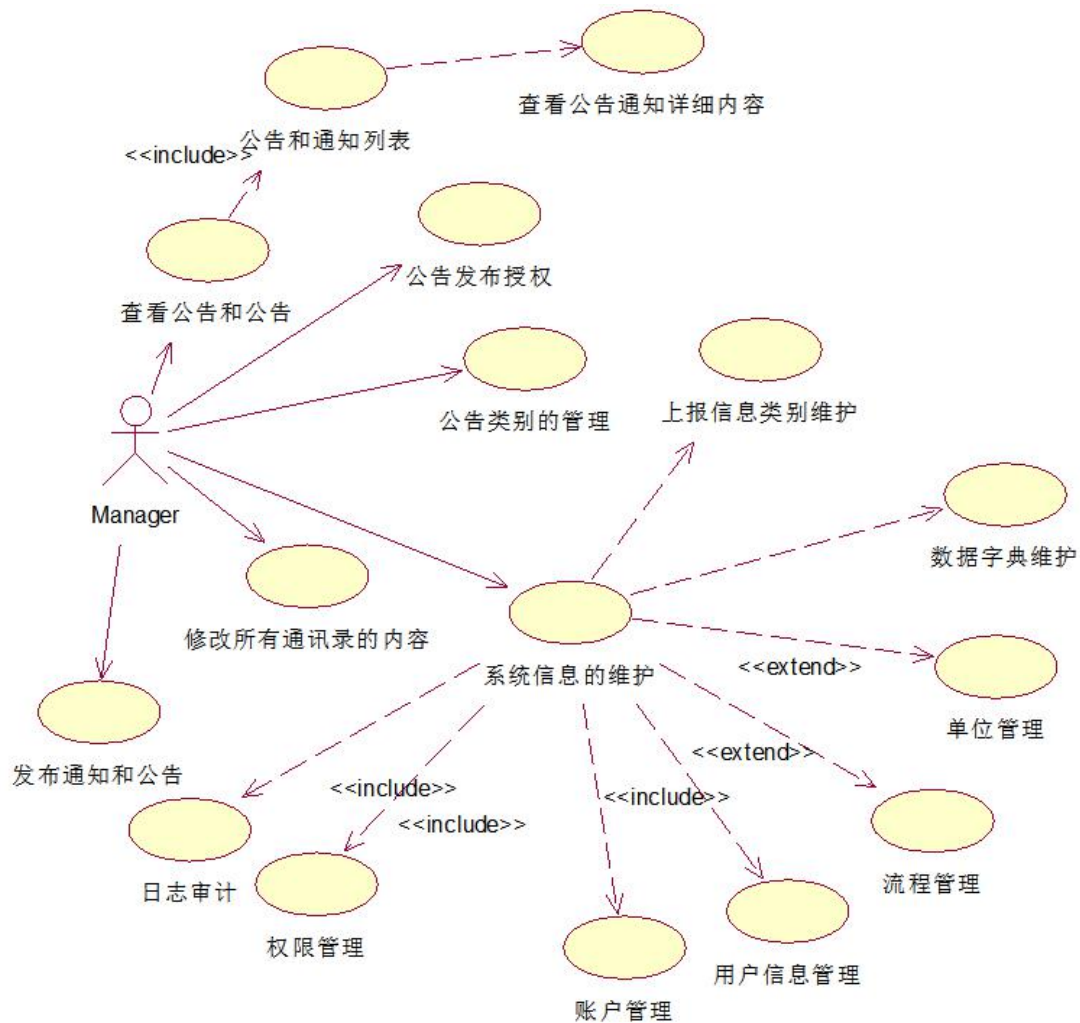 查看公告通知详细内容
公告和通知列表
<<include>>
公告发布授权
查看公告和公告
上报信息类别维护
公告类别的管理
Manager
数据字典维护
修改所有通讯录的内容
<<extend>>
系统信息的维护
单位管理
<<extend>>
发布通知和公告
<<include>>
<<include>>
<<include>>
流程管理
日志审计
权限管理
用户信息管理
账户管理